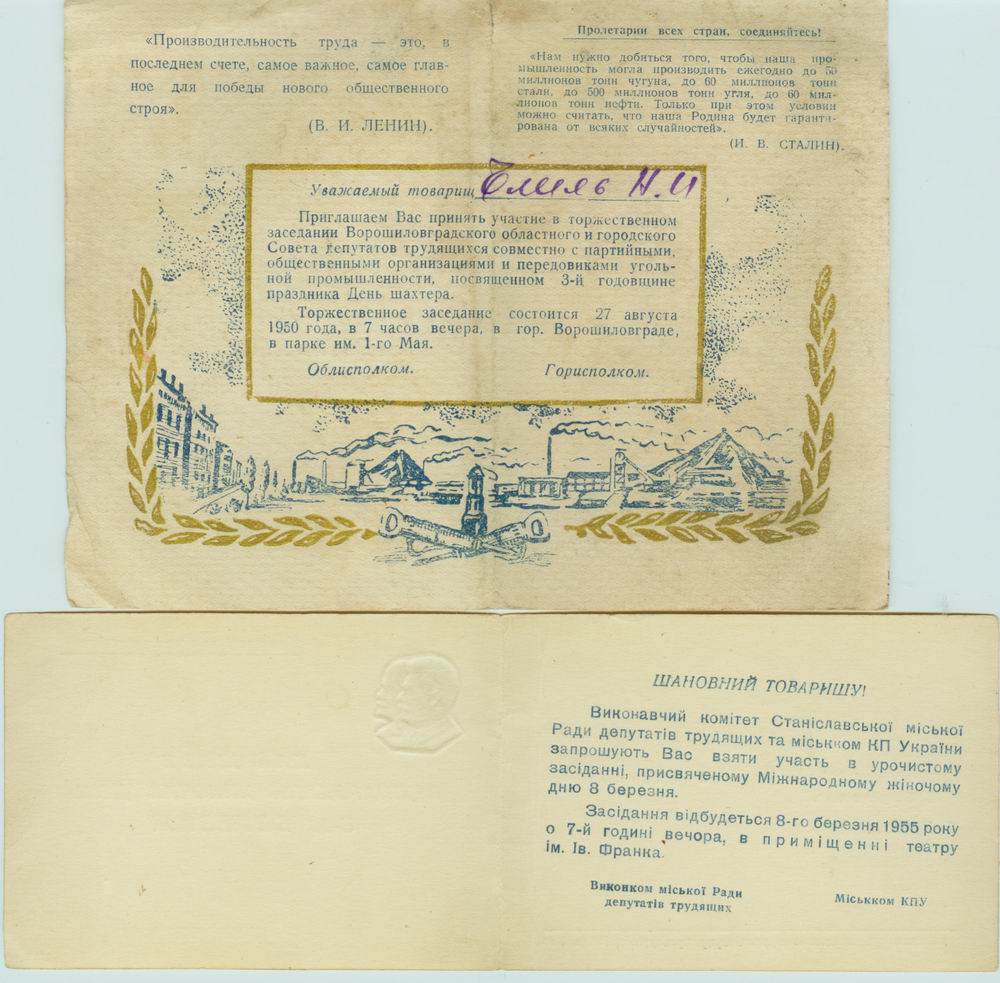 «Производительность труда — это, в
последнем счете, самое важное, самое глав-
ное для победы нового общественного
строя».
(В. И. ЛЕНИН).
Пролетарии всех стран, соединяйтесь!
«Нам нужно добиться того, чтобы наша про-
мышленность могла производить ежегодно до 50
миллионов тонн чугуна, до 60 миллионов тонн
стали, до 500 миллионов тонн угля, до 60 мил-
лионов тонн нефти. Только при этом условии
можно считать, что наша Родина будет гаранти-
рована от всяких случайностей».
(И. В. СТАЛИН).
Уважаемый товарищ Н. И
Приглашаем Вас принять участие в торжественном
заседании Ворошиловградского областного и городского
Совета депутатов трудящихся совместно с партийными,
общественными организациями и передовиками уголь-
ной промышленности, посвященном 3-й годовщине
праздника День шахтера.
Торжественное заседание состоится 27 августа
1950 года, в 7 часов вечера, в гор. Ворошиловграде,
в парке им. 1-го Мая.
Облисполком. Горисполком.
ШАНОВНИЙ ТОВАРИШУ!
Виконавчий комітет Станіславської міської
Ради депутатів трудящих та міськком КП України
запрошують Вас взяти участь в урочистому
засіданні, присвяченому Міжнародному жіночому
дню 8 березня.
Засідання відбудеться 8-го березня 1955 року
о 7-й годині вечора, в приміщенні театру
ім. Ів. Франка.
Виконком міської Ради
депутатів трудящих
Міськком КПУ